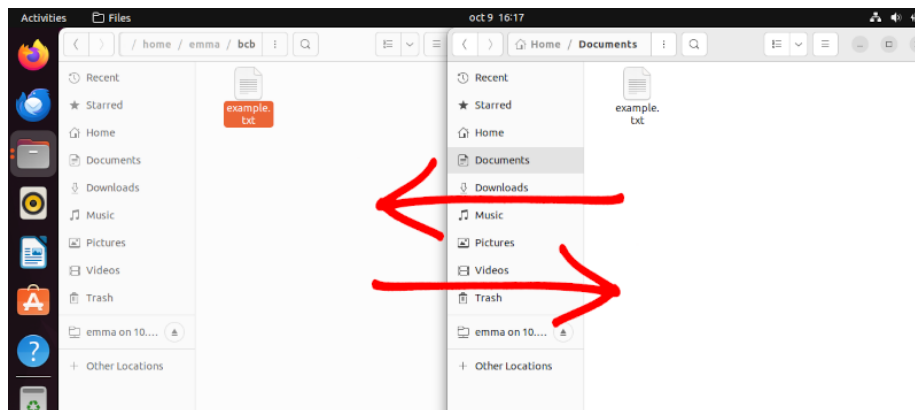 Activities Files oct 9 16:17
/ home / emma / bcb
Home / Documents
Recent
Starred
Home
Documents
Downloads
Music
Pictures
Videos
Trash
emma on 10....
Other Locations
example.
txt
Recent
Starred
Home
Documents
Downloads
Music
Pictures
Videos
Trash
emma on 10....
Other Locations
example.
txt